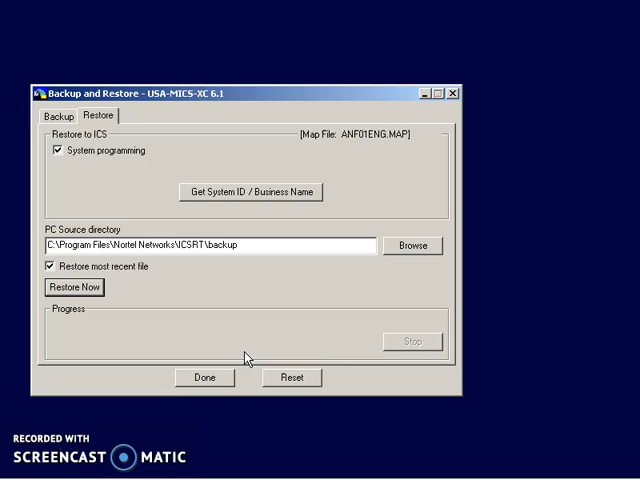 Backup and Restore - USA-MICS-XC 6.1
Backup Restore
Restore to ICS [Map File: ANF01ENG.MAP]
System programming
Get System ID / Business Name
PC Source directory
C:\Program Files\Nortel Networks\ICSRT\backup Browse
Restore most recent file
Restore Now
Progress
Stop
Done Reset
RECORDED WITH
SCREENCAST MATIC